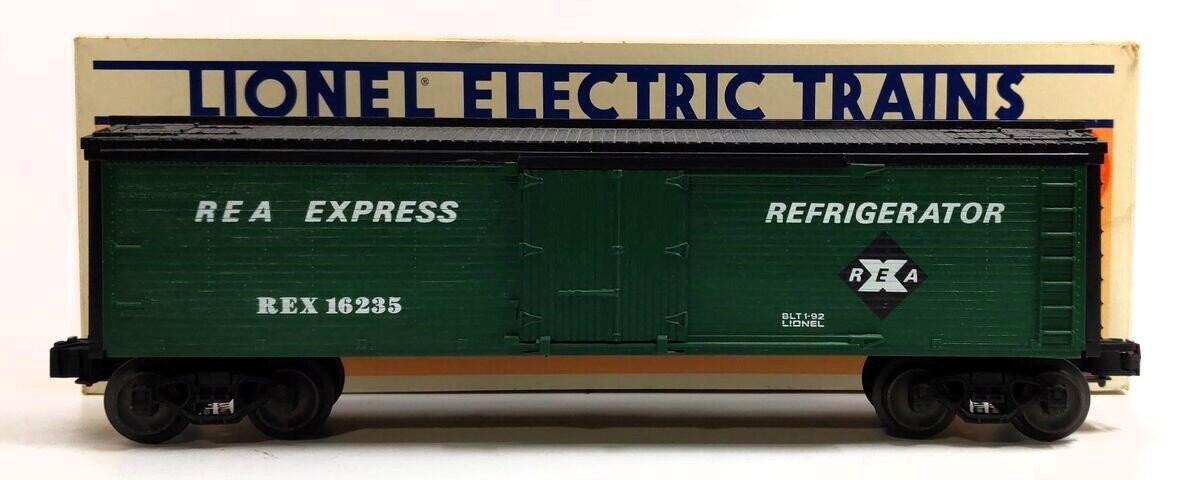 LIONEL® ELECTRIC TRAINS
REA EXPRESS
REFRIGERATOR
REA
REX 16235
BLT 1-92
LIONEL